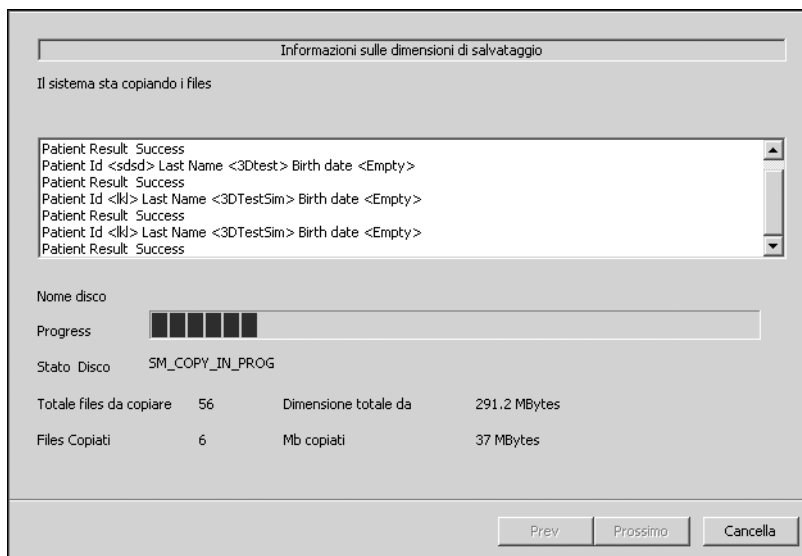 Informazioni sulle dimensioni di salvataggio
Il sistema sta copiando i files
Patient Result Success
Patient Id <sdsd> Last Name <3Dtest> Birth date <Empty>
Patient Result Success
Patient Id <lkl> Last Name <3DTestSim> Birth date <Empty>
Patient Result Success
Patient Id <lkl> Last Name <3DTestSim> Birth date <Empty>
Patient Result Success
Nome disco
Progress
Stato Disco SM_COPY_IN_PROG
Totale files da copiare 56 Dimensione totale da 291.2 MBytes
Files Copiati 6 Mb copiati 37 MBytes
Prev Prossimo Cancella